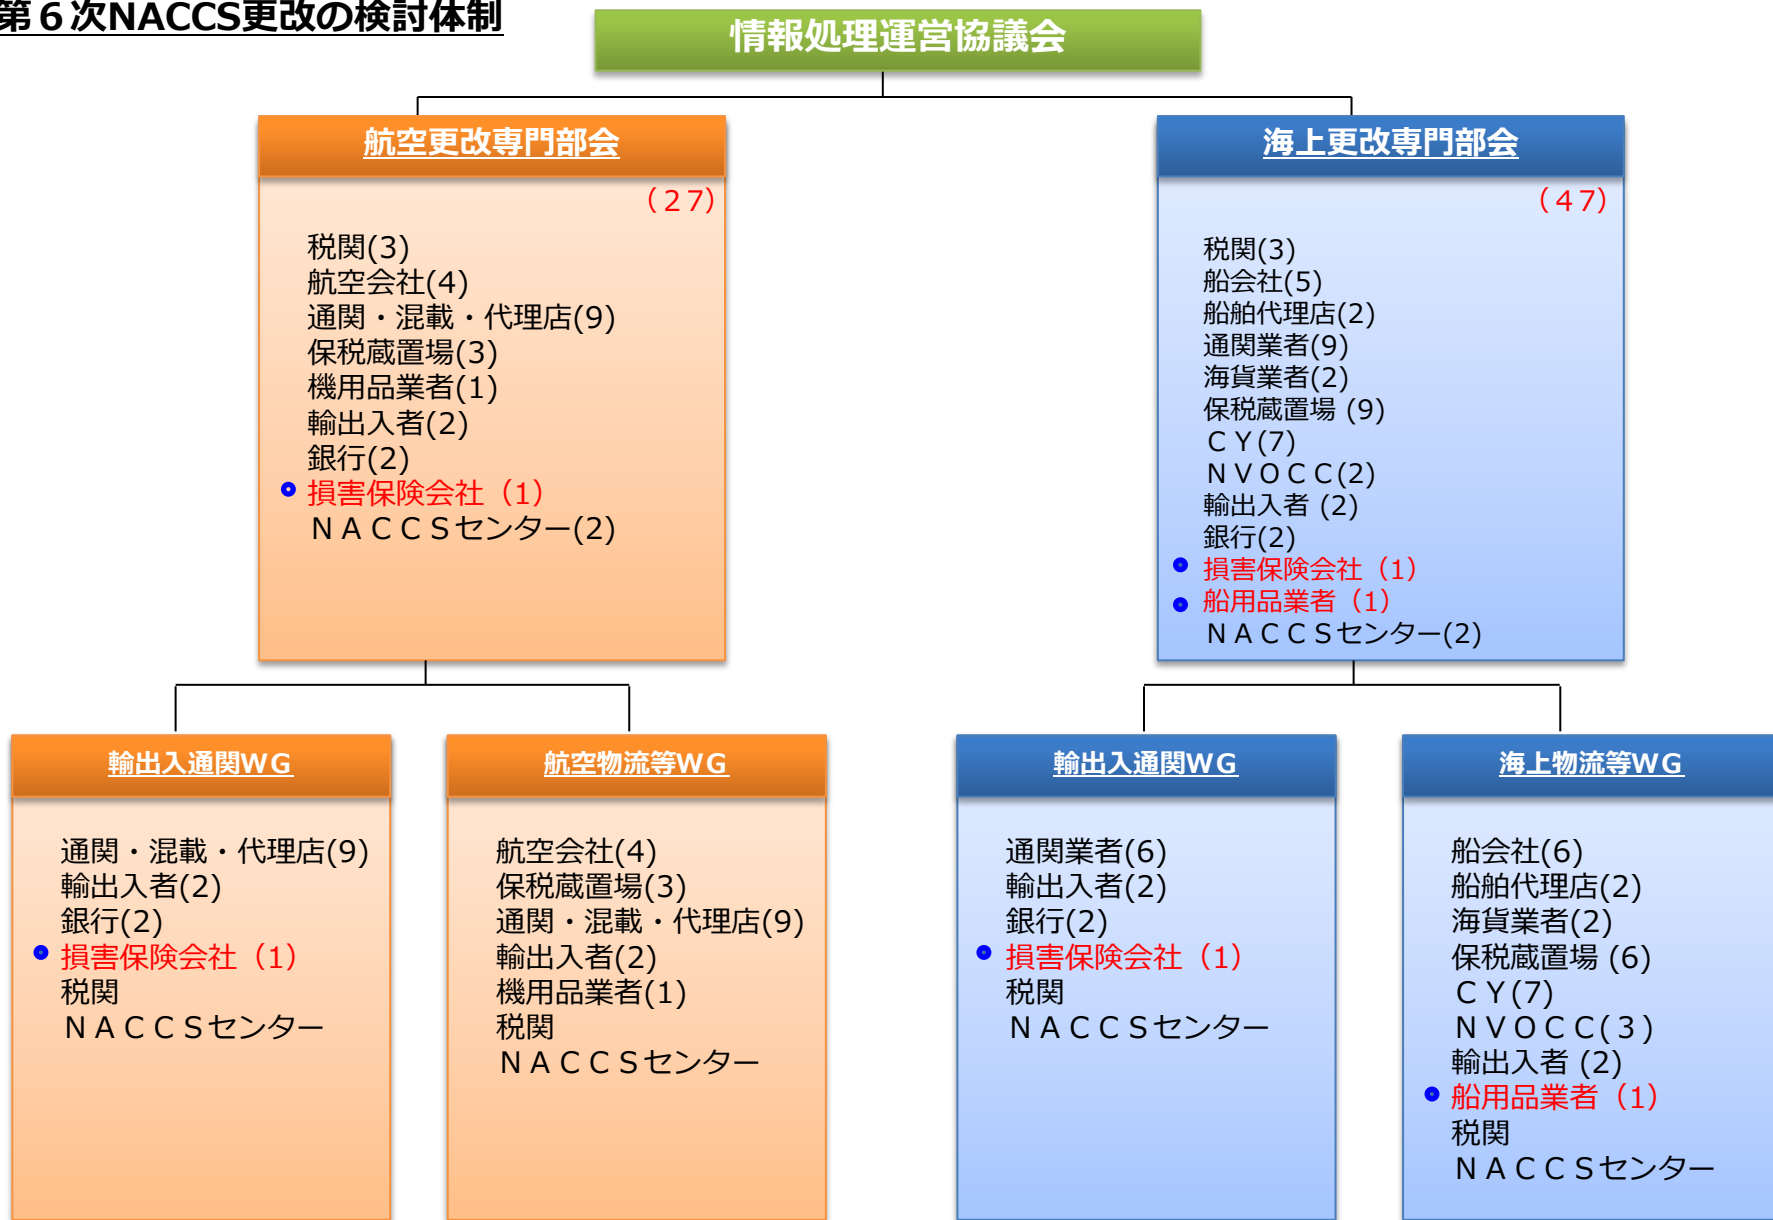 第６次NACCS更改の検討体制
情報処理運営協議会
航空更改専門部会
（２７）
税関(3)
航空会社(4)
通関・混載・代理店(9)
保税蔵置場(3)
機用品業者(1)
輸出入者(2)
銀行(2)
損害保険会社（1）
ＮＡＣＣＳセンター(2)
海上更改専門部会
（４７）
税関(3)
船会社(5)
船舶代理店(2)
通関業者(9)
海貨業者(2)
保税蔵置場 (9)
ＣＹ(7)
ＮＶＯＣＣ(2)
輸出入者 (2)
銀行(2)
損害保険会社（1）
船用品業者（1）
ＮＡＣＣＳセンター(2)
輸出入通関ＷＧ
通関・混載・代理店(9)
輸出入者(2)
銀行(2)
損害保険会社（1）
税関
ＮＡＣＣＳセンター
航空物流等ＷＧ
航空会社(4)
保税蔵置場(3)
通関・混載・代理店(9)
輸出入者(2)
機用品業者(1)
税関
ＮＡＣＣＳセンター
輸出入通関ＷＧ
通関業者(6)
輸出入者(2)
銀行(2)
損害保険会社（1）
税関
ＮＡＣＣＳセンター
海上物流等ＷＧ
船会社(6)
船舶代理店(2)
海貨業者(2)
保税蔵置場 (6)
ＣＹ(7)
ＮＶＯＣＣ(３)
輸出入者 (2)
船用品業者（1）
税関
ＮＡＣＣＳセンター